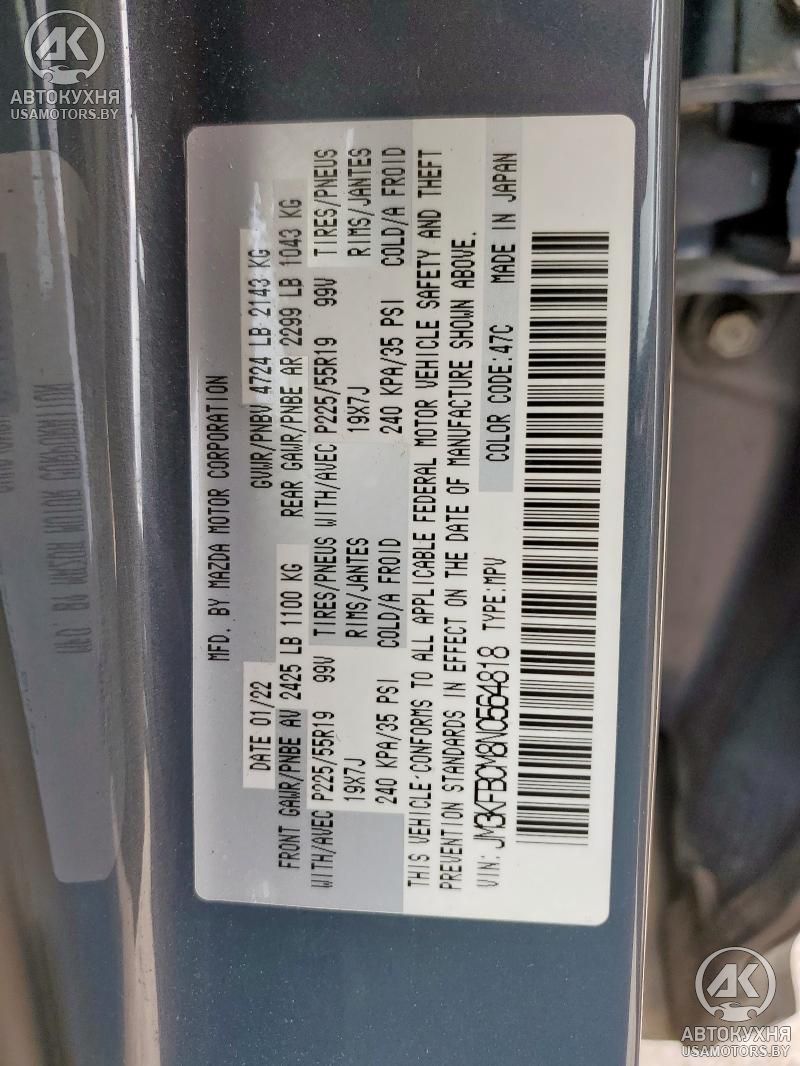 АК
АВТОКУХНЯ
USAMOTORS.BY
MFD. BY MAZDA MOTOR CORPORATION
DATE 01/22 GVWR/PNBV 4724 LB 2143 KG
FRONT GAWR/PNBE AV 2425 LB 1100 KG REAR GAWR/PNBE AR 2299 LB 1043 KG
WITH/AVEC P225/55R19 99V TIRES/PNEUS WITH/AVEC P225/55R19 99V TIRES/PNEUS
19X7J RIMS/JANTES 19X7J RIMS/JANTES
240 KPA/35 PSI COLD/A FROID 240 KPA/35 PSI COLD/A FROID
THIS VEHICLE CONFORMS TO ALL APPLICABLE FEDERAL MOTOR VEHICLE SAFETY AND THEFT
PREVENTION STANDARDS IN EFFECT ON THE DATE OF MANUFACTURE SHOWN ABOVE.
VIN: JM3KFBCM8N0564818 TYPE:MPV COLOR CODE:47C MADE IN JAPAN
АК
АВТОКУХНЯ
USAMOTORS.BY